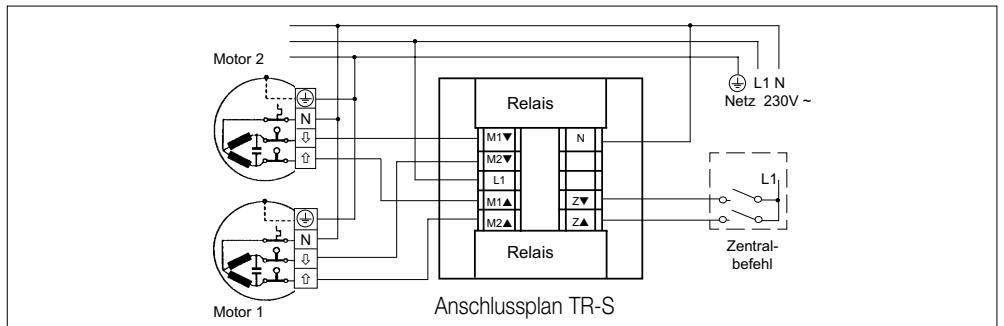 Motor 2
L1 N
Netz 230V ~
Relais
N
⇩
⇧
M1▼
M2▼
L1
M1▲
M2▲
N
Z▼
Z▲
L1
Zentral-
befehl
Relais
N
⇩
⇧
Motor 1
Anschlussplan TR-S